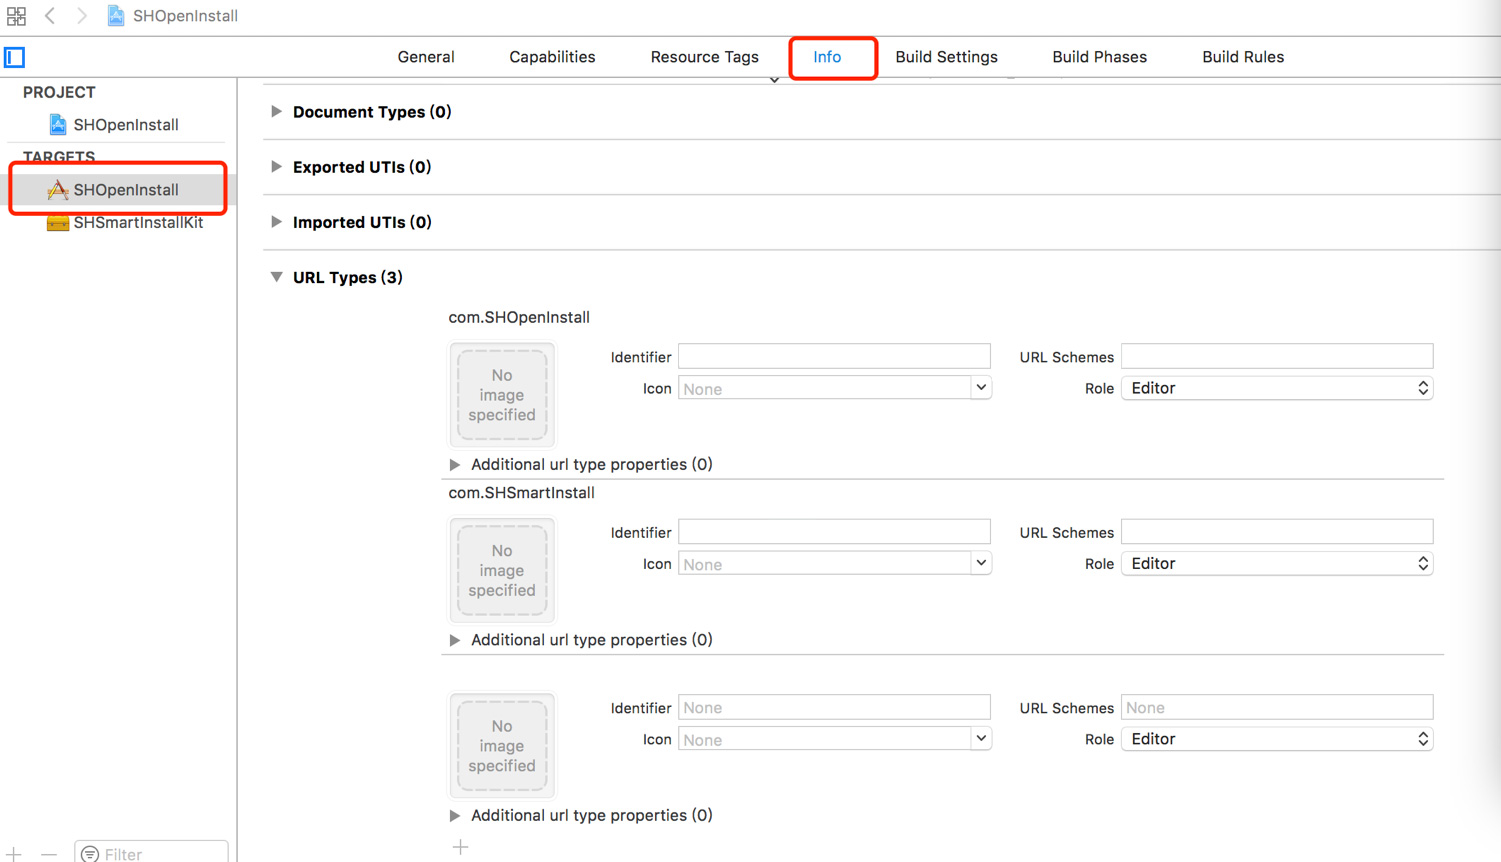 SHOpenInstall
General Capabilities Resource Tags Info Build Settings Build Phases Build Rules
PROJECT
SHOpenInstall
TARGETS
SHOpenInstall
SHSmartInstallKit
Filter
Document Types (0)
Exported UTIs (0)
Imported UTIs (0)
URL Types (3)
com.SHOpenInstall
No
image
specified
Identifier
URL Schemes
Icon None
Role Editor
Additional url type properties (0)
com.SHSmartInstall
No
image
specified
Identifier
URL Schemes
Icon None
Role Editor
Additional url type properties (0)
No
image
specified
Identifier None
URL Schemes None
Icon None
Role Editor
Additional url type properties (0)